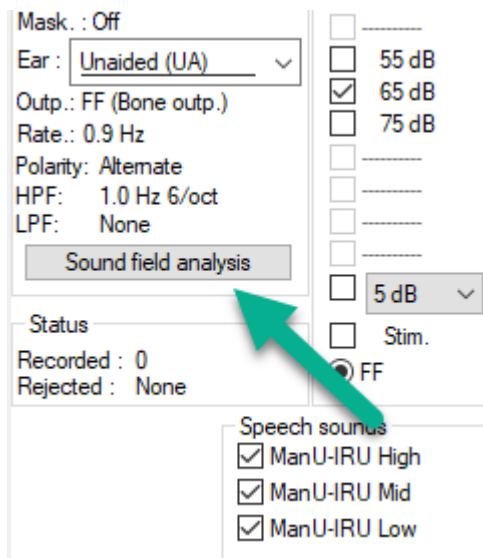 Mask. : Off
Ear : Unaided (UA)
Outp.: FF (Bone outp.)
Rate.: 0.9 Hz
Polarity: Alternate
HPF: 1.0 Hz 6/oct
LPF: None
Sound field analysis
Status
Recorded : 0
Rejected : None
----------
55 dB
65 dB
75 dB
----------
----------
----------
----------
5 dB
Stim.
FF
Speech sounds
ManU-IRU High
ManU-IRU Mid
ManU-IRU Low